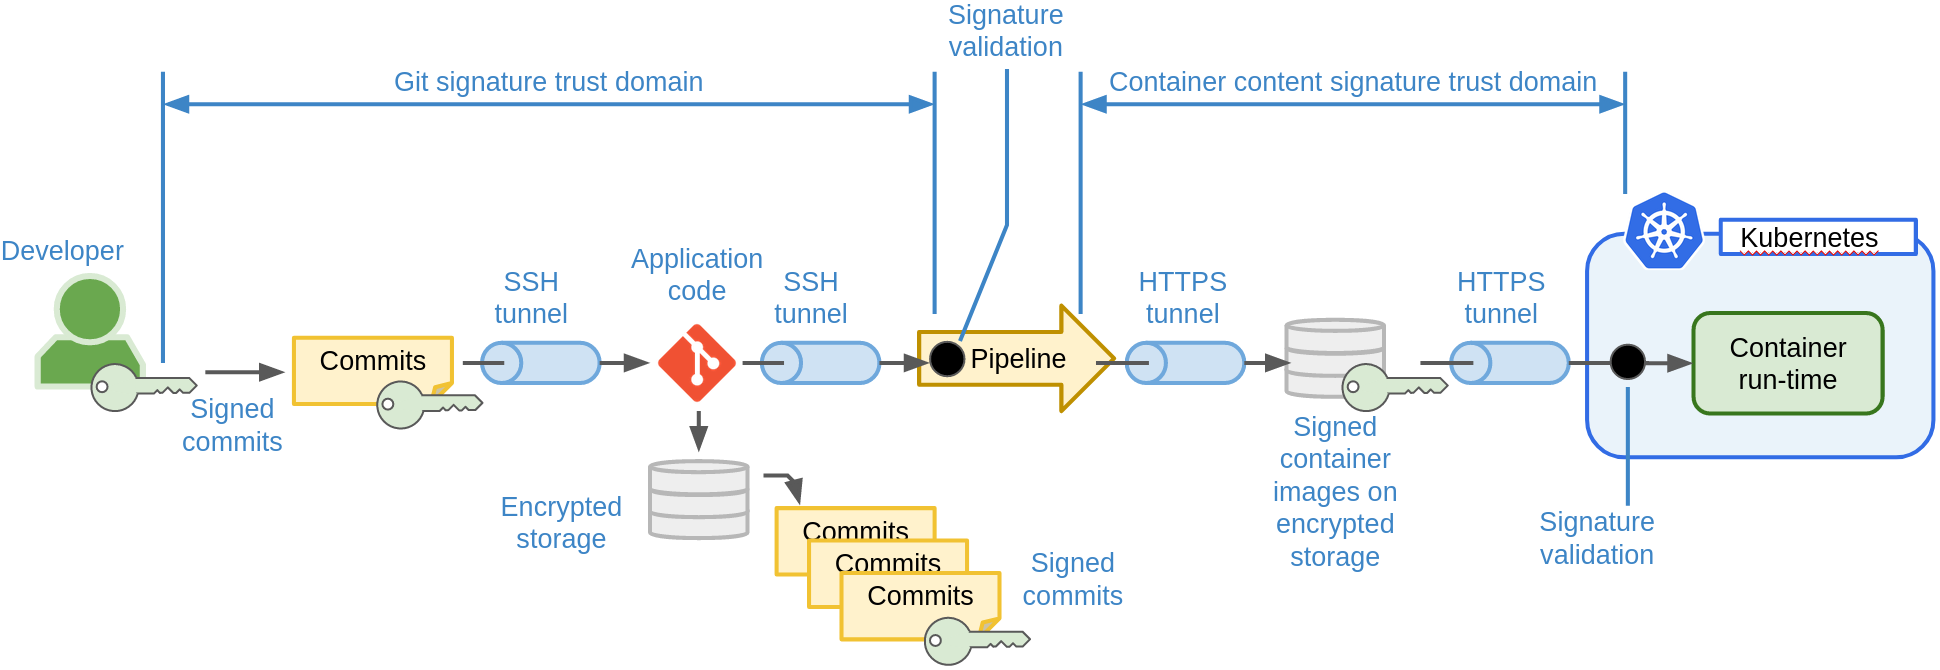 Signature
validation
Git signature trust domain
Container content signature trust domain
Developer
Signed
commits
Commits
SSH
tunnel
Application
code
SSH
tunnel
Pipeline
HTTPS
tunnel
Signed
container
images on
encrypted
storage
HTTPS
tunnel
Kubernetes
Container
run-time
Signature
validation
Encrypted
storage
Commits
Commits
Commits
Signed
commits